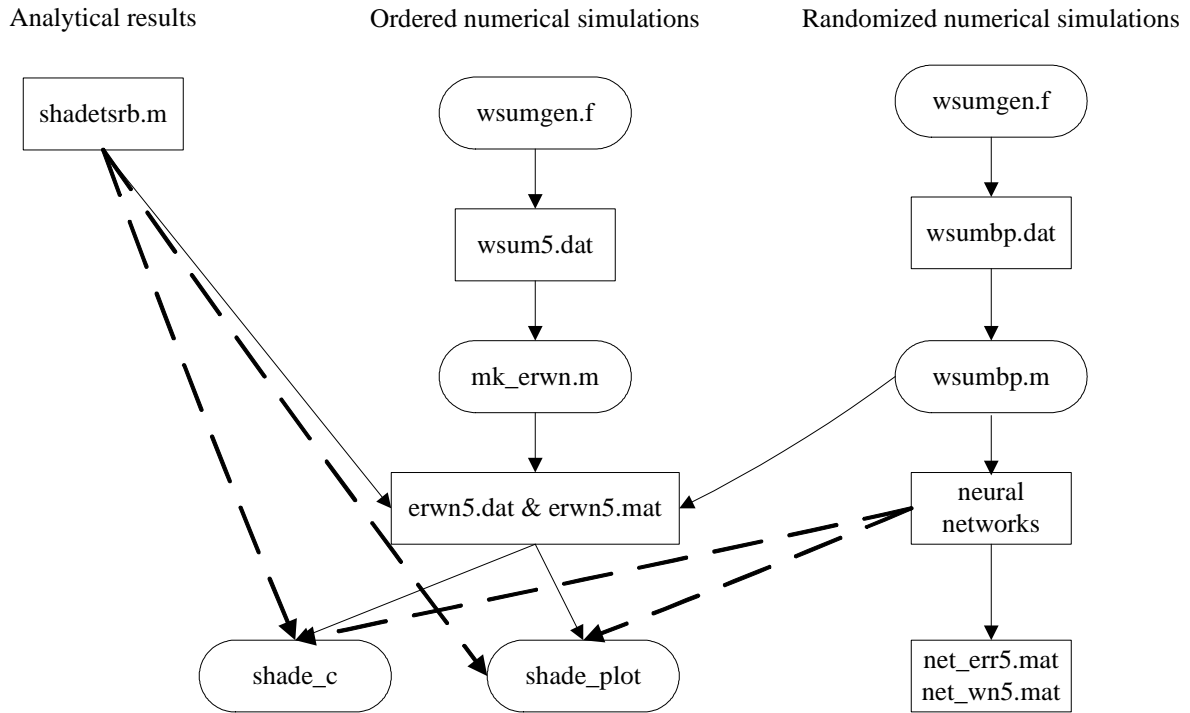 Analytical results
Ordered numerical simulations
Randomized numerical simulations
shadetsrb.m
wsumgen.f
wsumgen.f
wsum5.dat
wsumbp.dat
mk_erwn.m
wsumbp.m
erwn5.dat & erwn5.mat
neural
networks
shade_c
shade_plot
net_err5.mat
net_wn5.mat